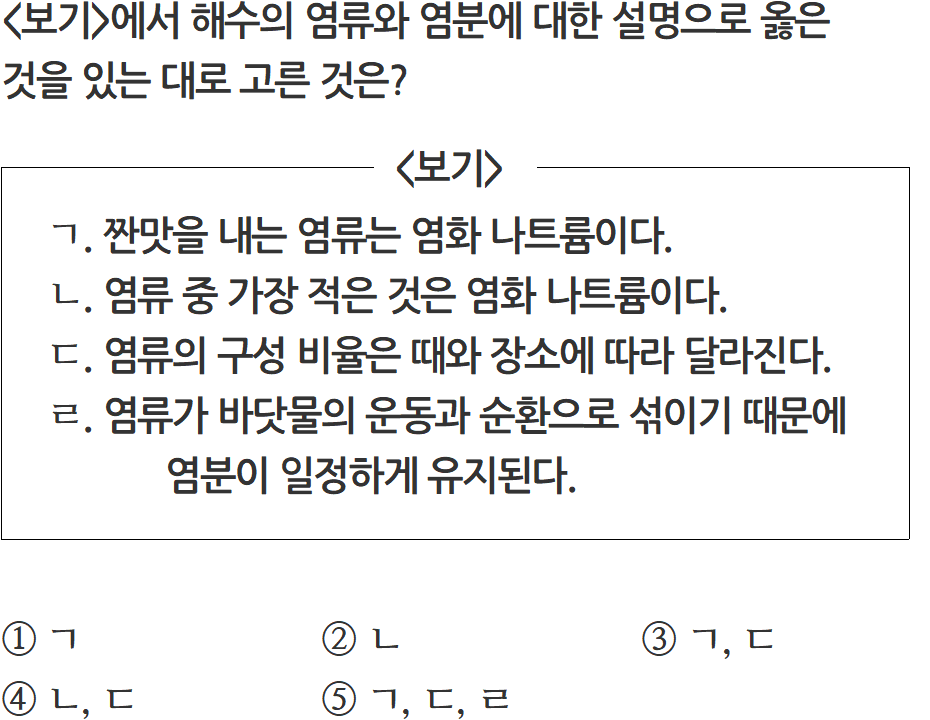 <보기>에서 해수의 염류와 염분에 대한 설명으로 옳은
것을 있는 대로 고른 것은?
<보기>
ㄱ. 짠맛을 내는 염류는 염화 나트륨이다.
ㄴ. 염류 중 가장 적은 것은 염화 나트륨이다.
ㄷ. 염류의 구성 비율은 때와 장소에 따라 달라진다.
ㄹ. 염류가 바닷물의 운동과 순환으로 섞이기 때문에
염분이 일정하게 유지된다.
① ㄱ ② ㄴ ③ ㄱ, ㄷ
④ ㄴ, ㄷ ⑤ ㄱ, ㄷ, ㄹ